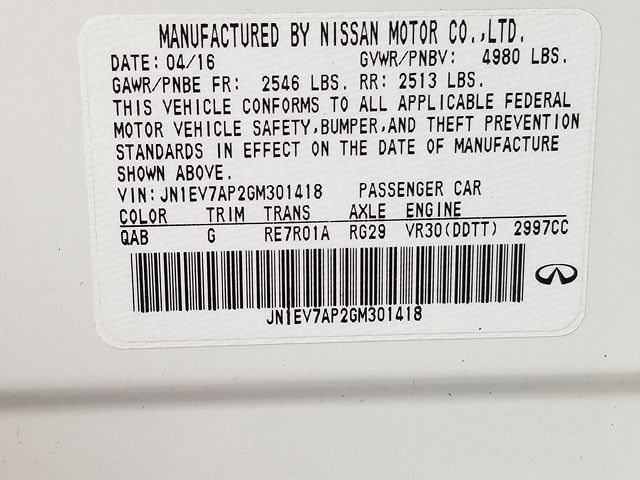 MANUFACTURED BY NISSAN MOTOR CO.,LTD.
DATE: 04/16 GVWR/PNBV: 4980 LBS.
GAWR/PNBE FR: 2546 LBS. RR: 2513 LBS.
THIS VEHICLE CONFORMS TO ALL APPLICABLE FEDERAL
MOTOR VEHICLE SAFETY,BUMPER,AND THEFT PREVENTION
STANDARDS IN EFFECT ON THE DATE OF MANUFACTURE
SHOWN ABOVE.
VIN: JN1EV7AP2GM301418 PASSENGER CAR
COLOR TRIM TRANS AXLE ENGINE
QAB G RE7R01A RG29 VR30(DDTT) 2997CC
JN1EV7AP2GM301418